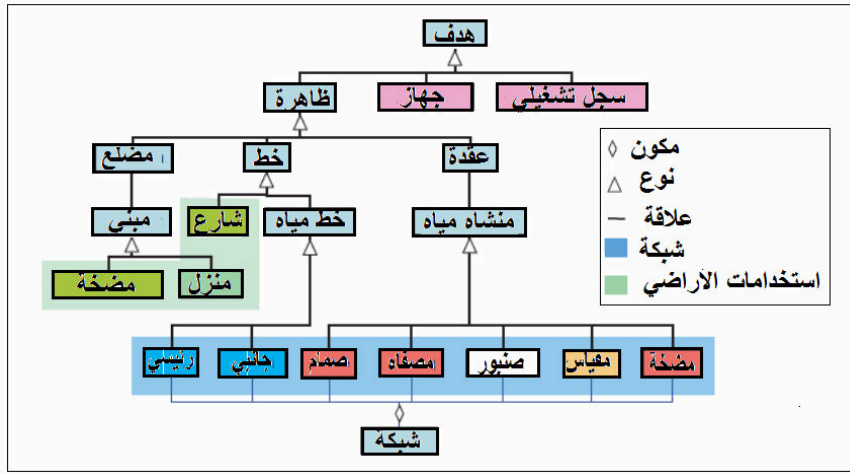 هدف
سجل تشغيلي
جهاز
ظاهرة
عقدة
خط
مضلع
منشاه مياه
خط مياه
شارع
مبني
منزل
مضخة
مضخة
مقياس
صنبور
مصفاه
صمام
جانبي
رئيسي
شبكة
مكون
نوع
علاقة
شبكة
استخدامات الأراضي